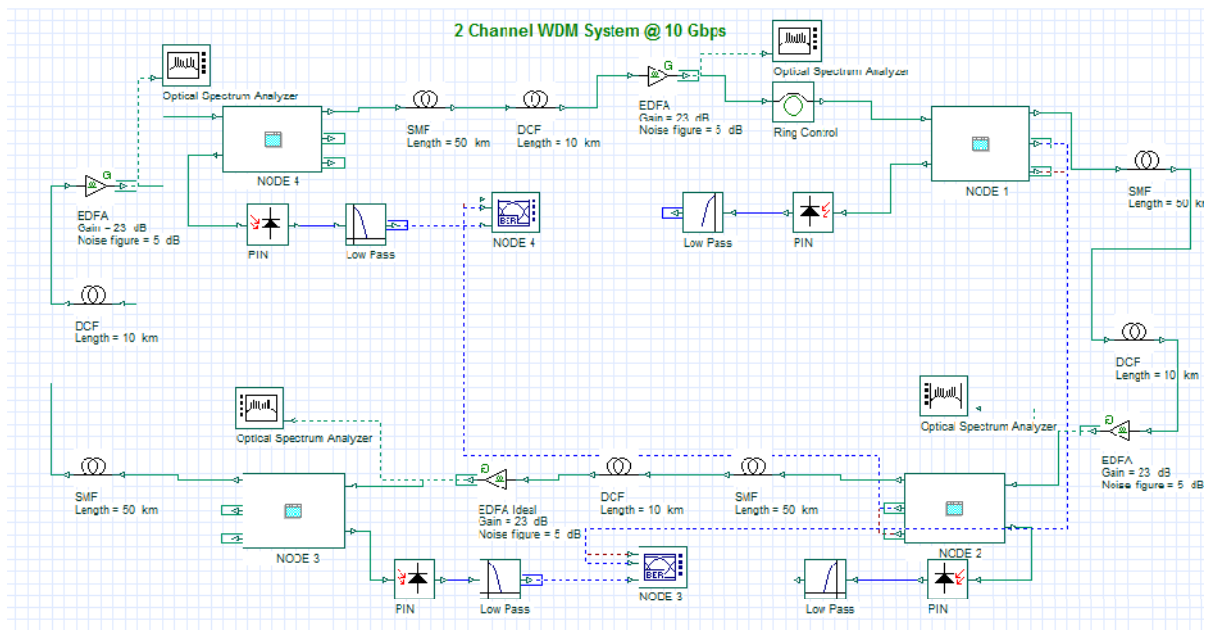 2 Channel WDM System @ 10 Gbps
Optical Spectrum Analyzer
Optical Spectrum Analyzer
EDFA
Gain = 23 dB
Noise figure = 5 dB
Ring Control
SMF
Length = 50 km
DCF
Length = 10 km
NODE 4
NODE 1
SMF
Length = 50 k
EDFA
Gain = 23 dB
Noise figure = 5 dB
PIN
Low Pass
BER
NODE 4
Low Pass
PIN
DCF
Length = 10 km
DCF
Length = 10 km
Optical Spectrum Analyzer
Optical Spectrum Analyzer
EDFA
Gain = 23 dB
Noise figure = 5 dB
SMF
Length = 50 km
NODE 3
EDFA Ideal
Gain = 23 dB
Noise figure = 5 dB
DCF
Length = 10 km
SMF
Length = 50 km
NODE 2
BER
NODE 3
PIN
Low Pass
Low Pass
PIN